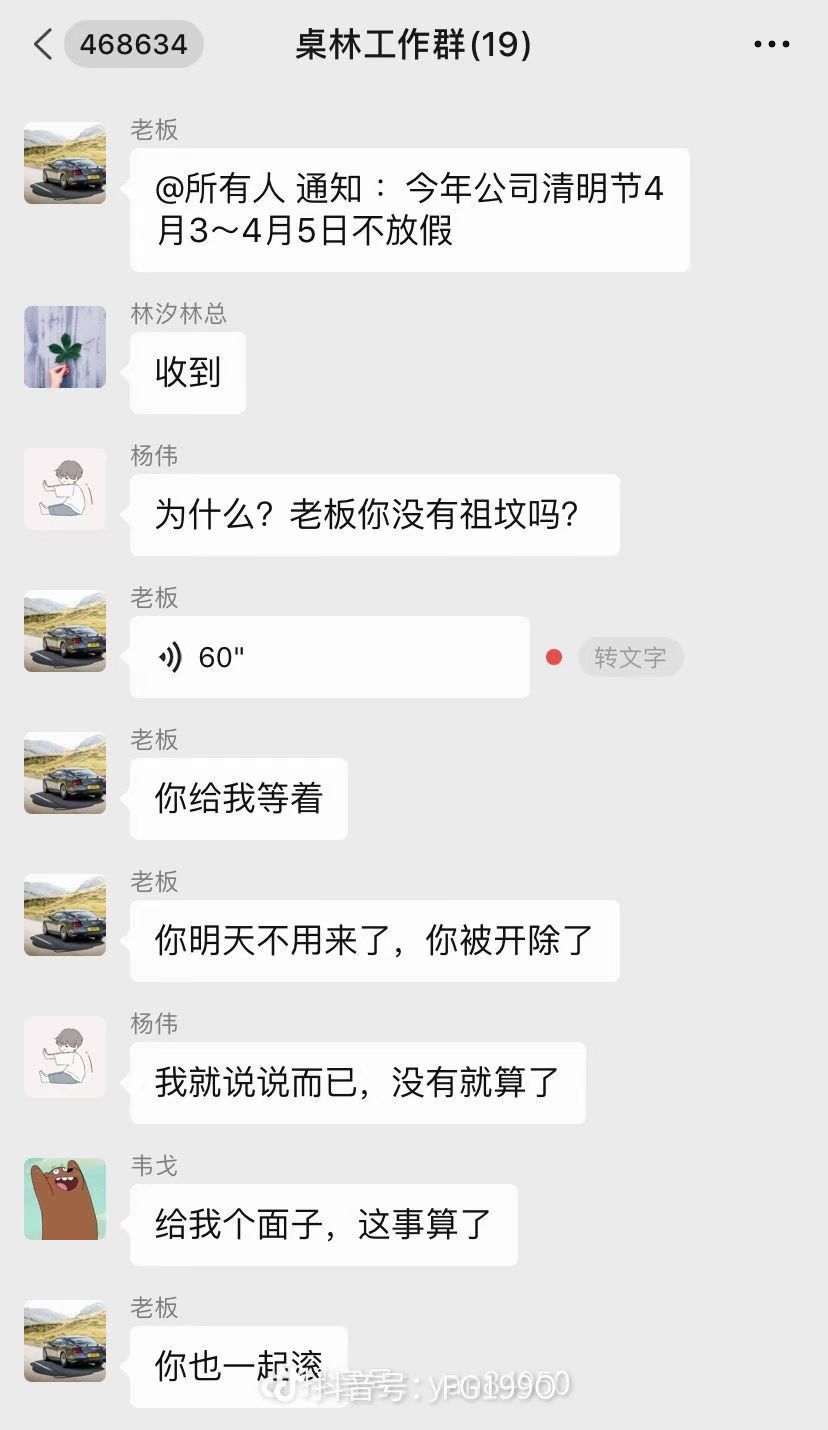 468634
桌林工作群(19)
老板
@所有人 通知：今年公司清明节4
月3～4月5日不放假
林汐林总
收到
杨伟
为什么？老板你没有祖坟吗？
老板
60"
转文字
老板
你给我等着
老板
你明天不用来了，你被开除了
杨伟
我就说说而已，没有就算了
韦戈
给我个面子，这事算了
老板
你也一起滚
抖音号：